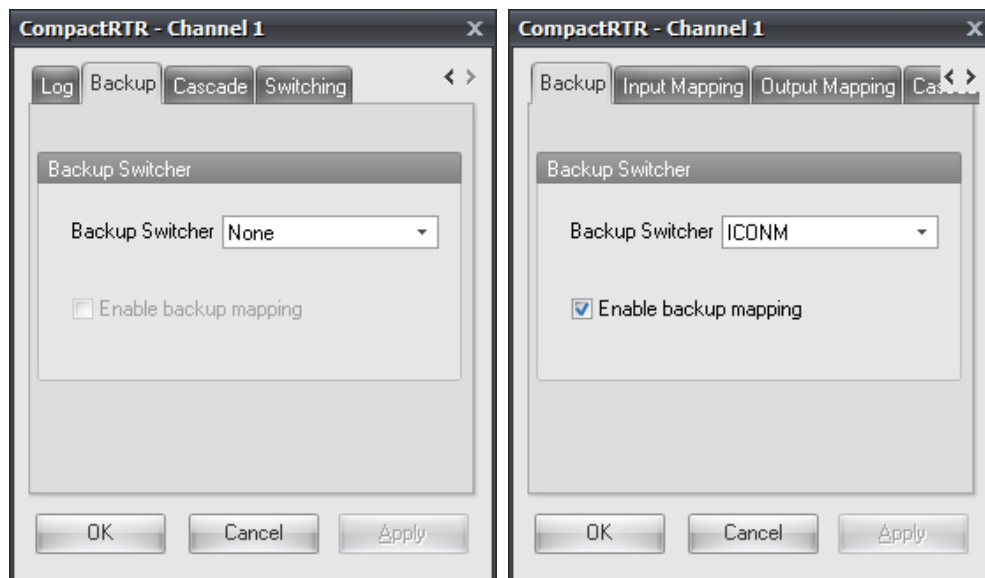 CompactRTR - Channel 1
x
Log Backup Cascade Switching
Backup Switcher
Backup Switcher None
Enable backup mapping
OK Cancel Apply
CompactRTR - Channel 1
x
Backup Input Mapping Output Mapping
Backup Switcher
Backup Switcher ICONM
Enable backup mapping
OK Cancel Apply